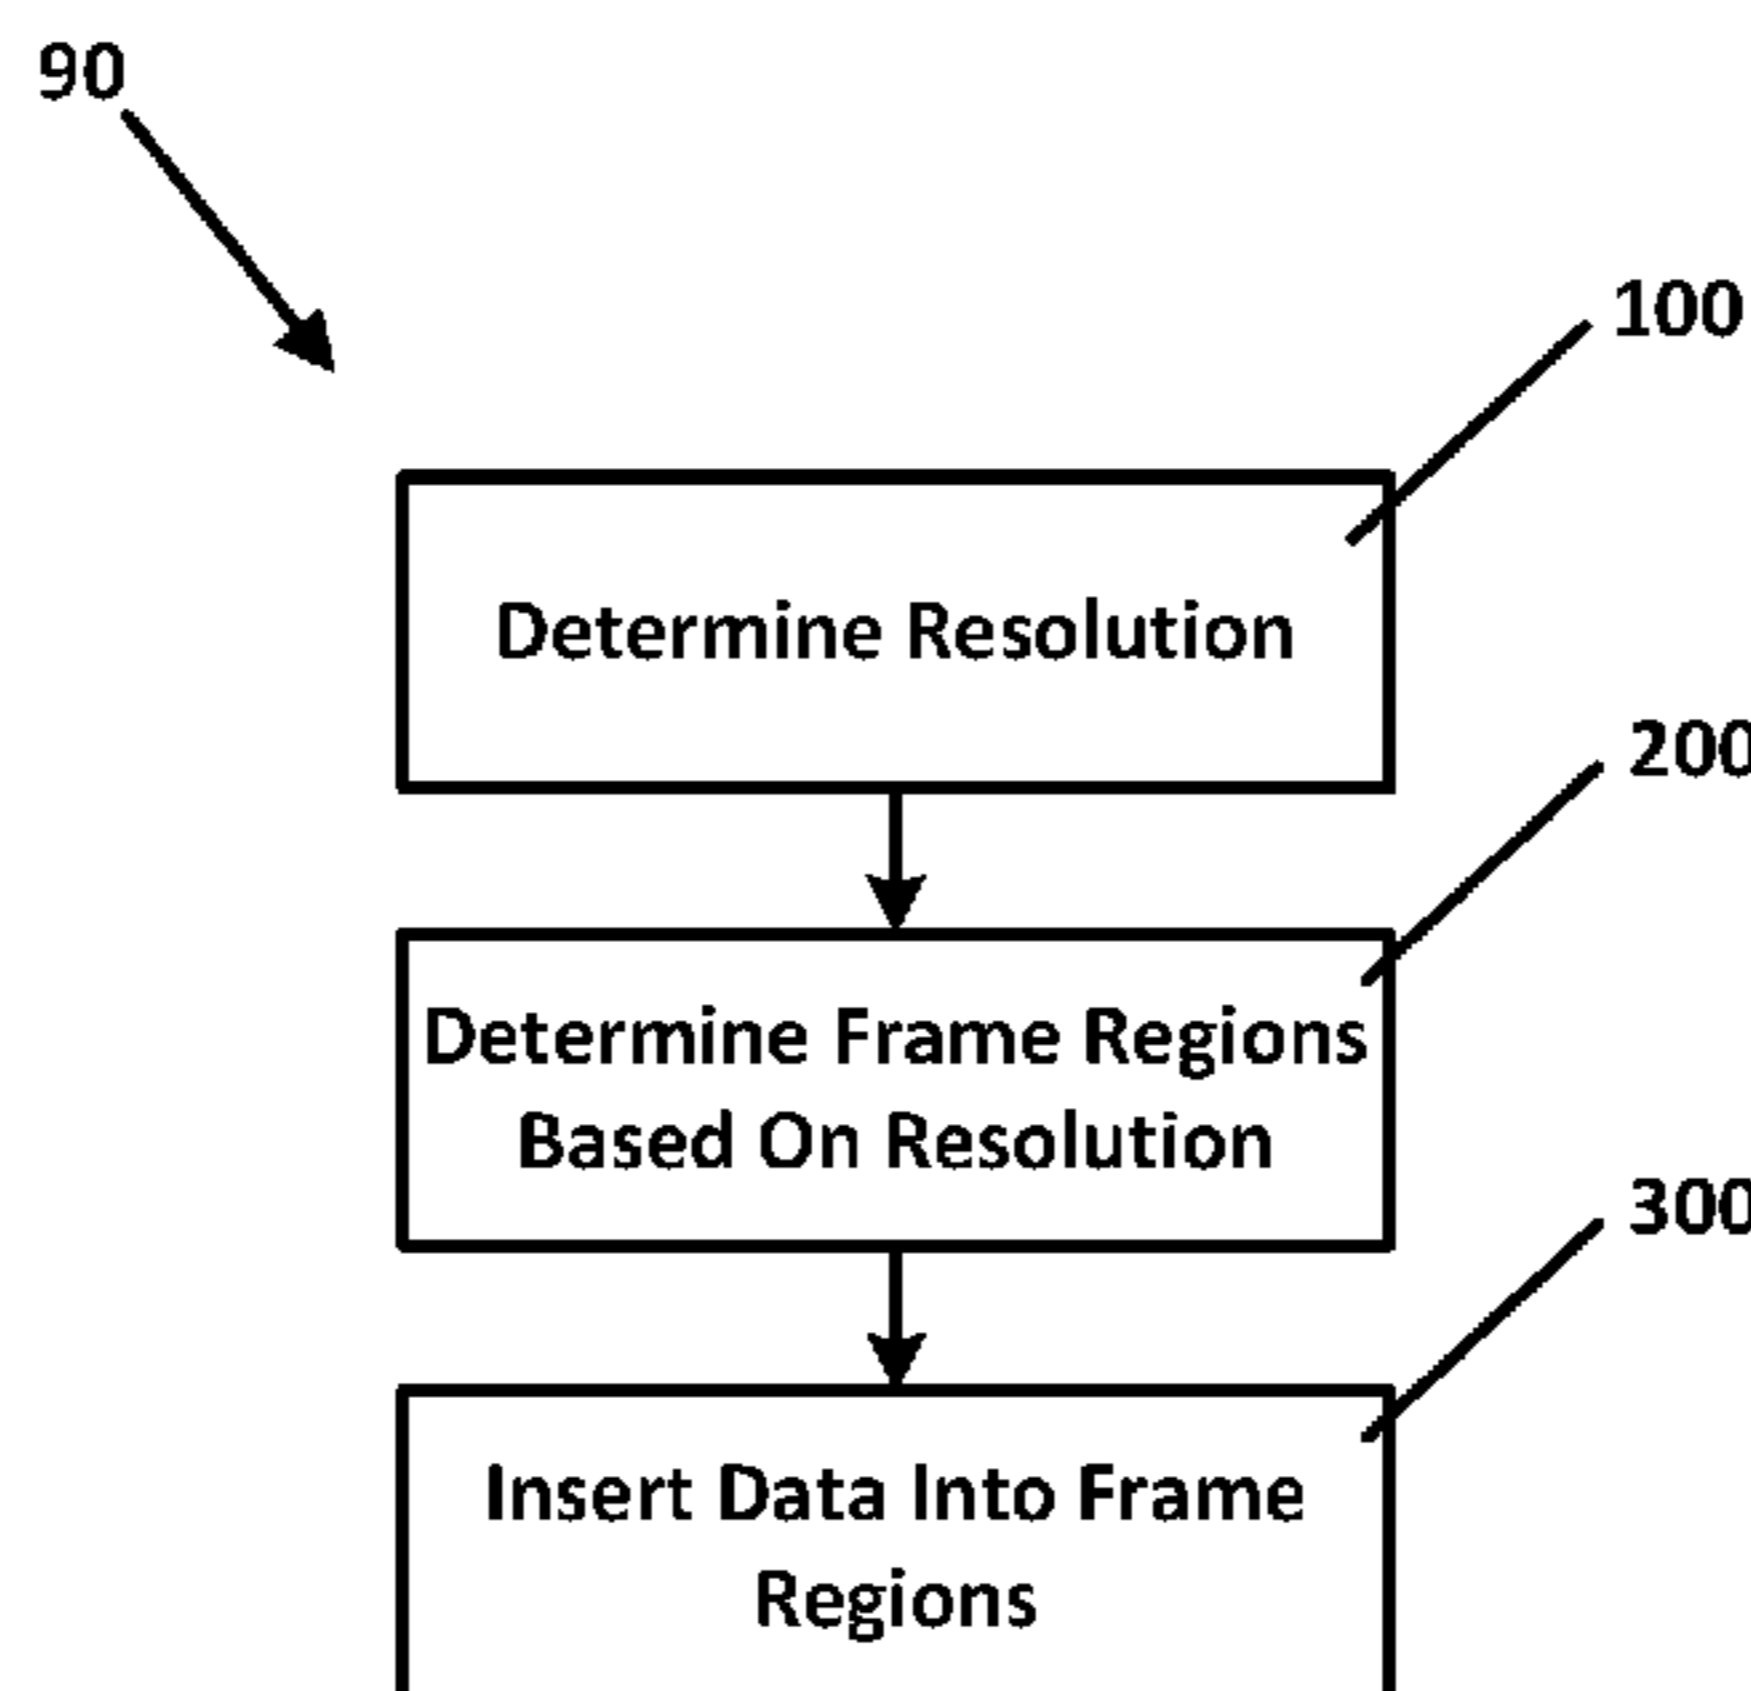 90
100
Determine Resolution
200
Determine Frame Regions
Based On Resolution
300
Insert Data Into Frame
Regions